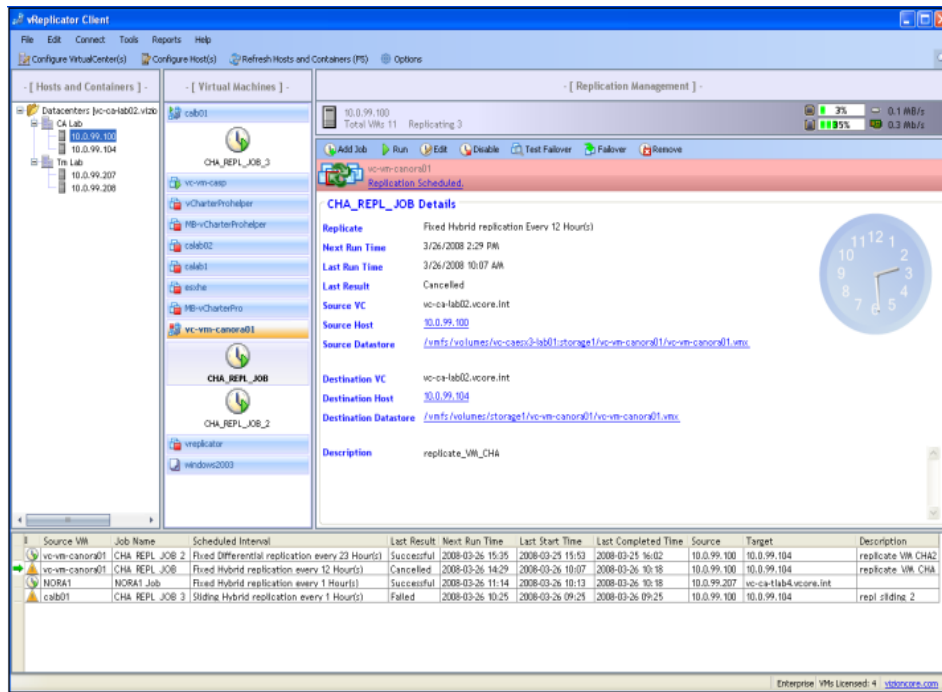 vReplicator Client
File Edit Connect Tools Reports Help
Configure VirtualCenter(s) Configure Host(s) Refresh Hosts and Containers (F5) Options
- [ Hosts and Containers ] - - [ Virtual Machines ] - - [ Replication Management ] -
Datacenters [vc-ca-lab02.vizio
CA Lab
10.0.99.100
10.0.99.104
Tm Lab
10.0.99.207
10.0.99.208
calb01
CHA_REPL_JOB_3
vc-vm-casp
vCharterProhelper
MB-vCharterProhelper
calab02
calab1
esxhe
MB-vCharterPro
vc-vm-canora01
CHA_REPL_JOB
CHA_REPL_JOB_2
vreplicator
windows2003
10.0.99.100
Total VMs 11 Replicating 3
3% 0.1 MB/s
35% 0.3 Mb/s
Add Job Run Edit Disable Test Failover Failover Remove
vc-vm-canora01
Replication Scheduled.
CHA_REPL_JOB Details
Replicate Fixed Hybrid replication Every 12 Hour(s)
Next Run Time 3/26/2008 2:29 PM
Last Run Time 3/26/2008 10:07 AM
Last Result Cancelled
Source VC vc-ca-lab02.vcore.int
Source Host 10.0.99.100
Source Datastore /vmfs/volumes/vc-caesx3-lab01:storage1/vc-vm-canora01/vc-vm-canora01.vmx
Destination VC vc-ca-lab02.vcore.int
Destination Host 10.0.99.104
Destination Datastore /vmfs/volumes/storage1/vc-vm-canora01/vc-vm-canora01.vmx
Description replicate_VM_CHA
11 12 1
10 2
9 3
8 4
7 6 5
! Source VM Job Name Scheduled Interval Last Result Next Run Time Last Start Time Last Completed Time Source Target Description
vc-vm-canora01 CHA REPL JOB 2 Fixed Differential replication every 23 Hour(s) Successful 2008-03-26 15:35 2008-03-25 15:53 2008-03-25 16:02 10.0.99.100 10.0.99.104 replicate VM CHA2
vc-vm-canora01 CHA REPL JOB Fixed Hybrid replication every 12 Hour(s) Cancelled 2008-03-26 14:29 2008-03-26 10:07 2008-03-26 10:18 10.0.99.100 10.0.99.104 replicate VM CHA
NORA1 NORA1 Job Fixed Hybrid replication every 1 Hour(s) Successful 2008-03-26 11:14 2008-03-26 10:13 2008-03-26 10:18 10.0.99.207 vc-ca-tlab4.vcore.int
calb01 CHA REPL JOB 3 Sliding Hybrid replication every 1 Hour(s) Failed 2008-03-26 10:25 2008-03-26 09:25 2008-03-26 09:25 10.0.99.100 10.0.99.104 repl sliding 2
Enterprise VMs Licensed: 4 vizioncore.com